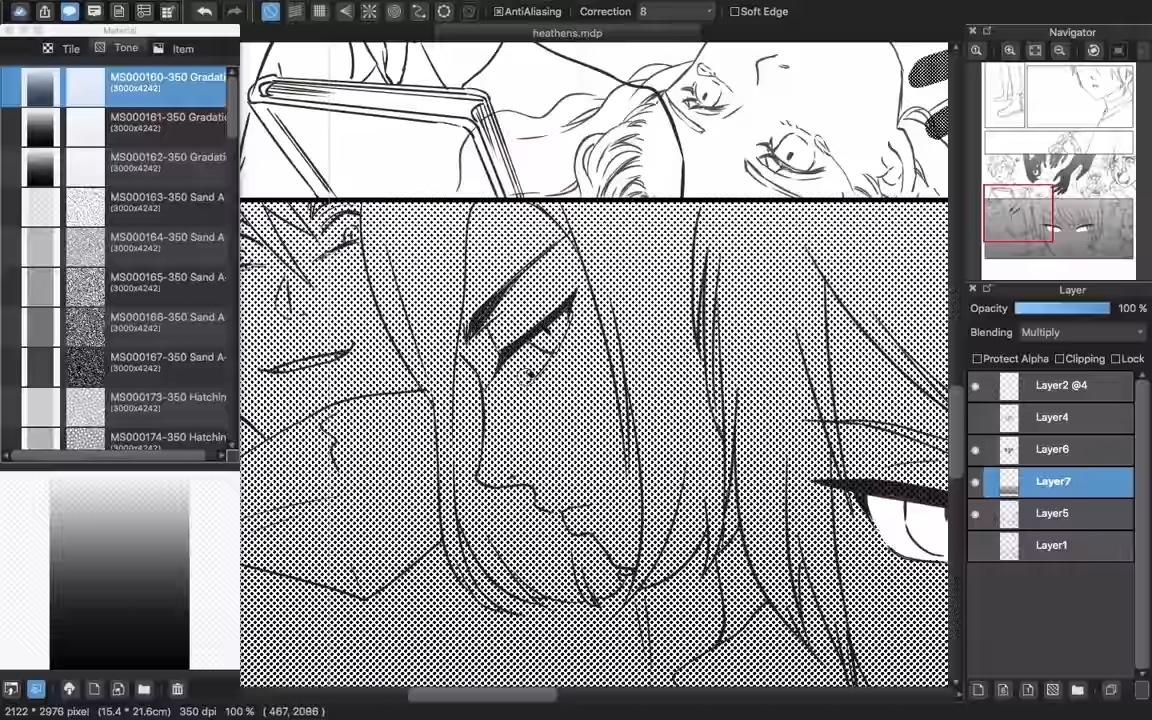 AntiAliasing Correction 8 Soft Edge
Material
heathens.mdp
Navigator
Tile Tone Item
MS000160-350 Gradati
(3000x4242)
MS000161-350 Gradatio
(3000x4242)
MS000162-350 Gradati
(3000x4242)
MS000163-350 Sand A
(3000x4242)
MS000164-350 Sand A
(3000x4242)
MS000165-350 Sand A-
(3000x4242)
MS000166-350 Sand A-
(3000x4242)
MS000167-350 Sand A-
(3000x4242)
MS000173-350 Hatchin
(3000x4242)
MS000174-350 Hatchin
(3000x4242)
Layer
Opacity 100 %
Blending Multiply
Protect Alpha Clipping Lock
Layer2 @4
Layer4
Layer6
Layer7
Layer5
Layer1
2122 * 2976 pixel (15.4 * 21.6cm) 350 dpi 100 % ( 467, 2086 )